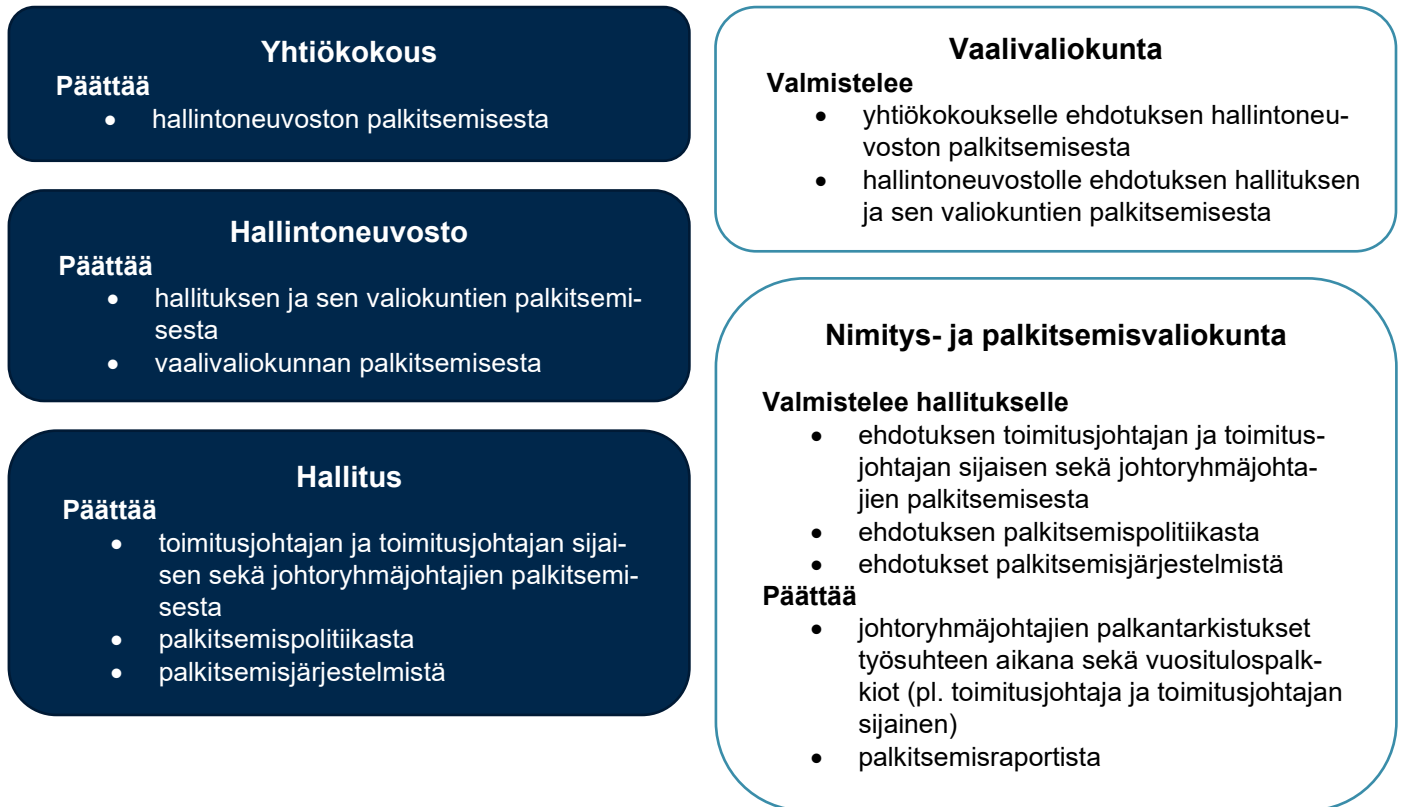 Yhtiökokous
Päättää
• hallintoneuvoston palkitsemisesta
Hallintoneuvosto
Päättää
• hallituksen ja sen valiokuntien palkitsemi-
sesta
• vaalivaliokunnan palkitsemisesta
Hallitus
Päättää
• toimitusjohtajan ja toimitusjohtajan sijai-
sen sekä johtoryhmäjohtajien palkitsemi-
sesta
• palkitsemispolitiikasta
• palkitsemisjärjestelmistä
Vaalivaliokunta
Valmistelee
• yhtiökokoukselle ehdotuksen hallintoneu-
voston palkitsemisesta
• hallintoneuvostolle ehdotuksen hallituksen
ja sen valiokuntien palkitsemisesta
Nimitys- ja palkitsemisvaliokunta
Valmistelee hallitukselle
• ehdotuksen toimitusjohtajan ja toimitus-
johtajan sijaisen sekä johtoryhmäjohta-
jien palkitsemisesta
• ehdotuksen palkitsemispolitiikasta
• ehdotukset palkitsemisjärjestelmistä
Päättää
• johtoryhmäjohtajien palkantarkistukset
työsuhteen aikana sekä vuositulospalk-
kiot (pl. toimitusjohtaja ja toimitusjohtajan
sijainen)
• palkitsemisraportista